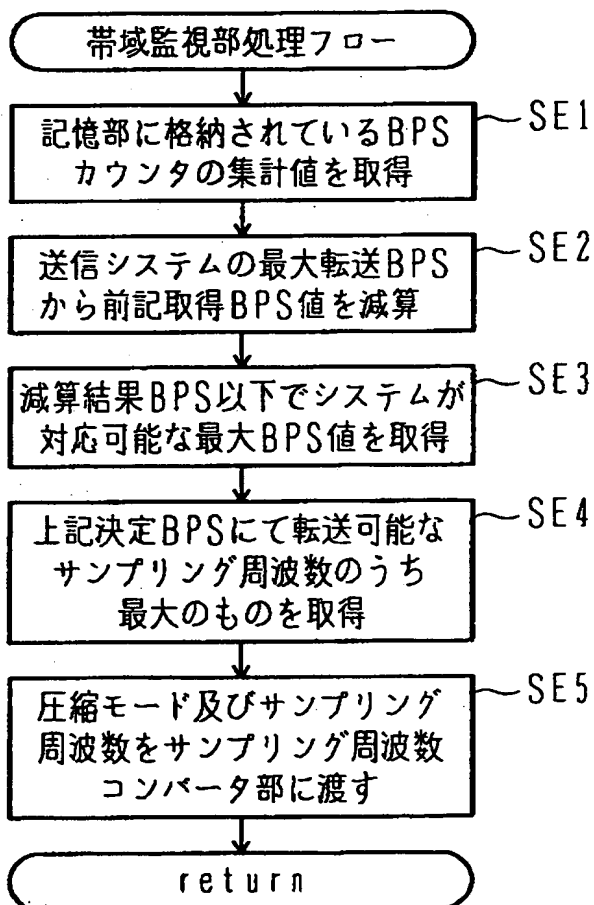 帯域監視部処理フロー
記憶部に格納されているBPS
カウンタの集計値を取得
SE1
送信システムの最大転送BPS
から前記取得BPS値を減算
SE2
減算結果BPS以下でシステムが
対応可能な最大BPS値を取得
SE3
上記決定BPSにて転送可能な
サンプリング周波数のうち
最大のものを取得
SE4
圧縮モード及びサンプリング
周波数をサンプリング周波数
コンバータ部に渡す
SE5
return